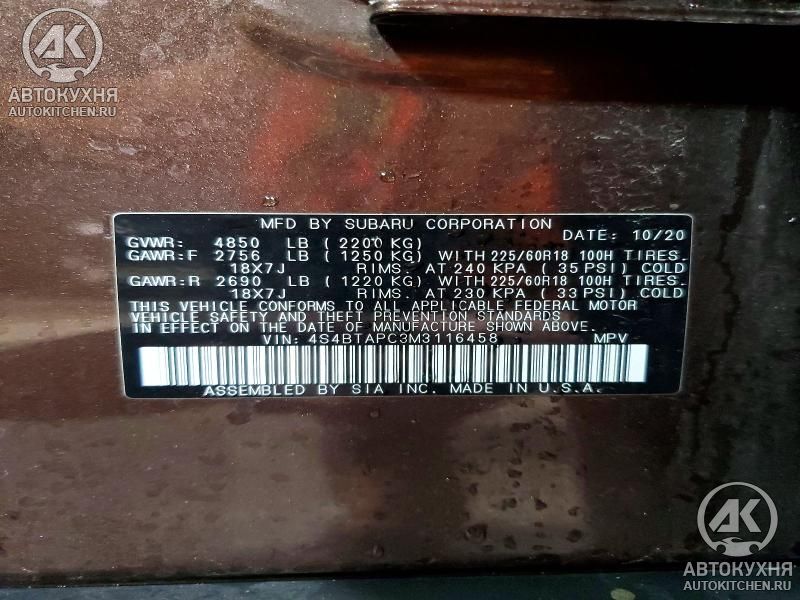 AK
АВТОКУХНЯ
AUTOKITCHEN.RU
MFD BY SUBARU CORPORATION
GVWR: 4850 LB ( 2200 KG) DATE: 10/20
GAWR:F 2756 LB ( 1250 KG) WITH 225/60R18 100H TIRES.
18X7J RIMS. AT 240 KPA ( 35 PSI) COLD
GAWR:R 2690 LB ( 1220 KG) WITH 225/60R18 100H TIRES.
18X7J RIMS. AT 230 KPA ( 33 PSI) COLD
THIS VEHICLE CONFORMS TO ALL APPLICABLE FEDERAL MOTOR
VEHICLE SAFETY AND THEFT PREVENTION STANDARDS
IN EFFECT ON THE DATE OF MANUFACTURE SHOWN ABOVE.
VIN: 4S4BTAPC3M3116458 MPV
ASSEMBLED BY SIA INC. MADE IN U.S.A.
AK
АВТОКУХНЯ
AUTOKITCHEN.RU